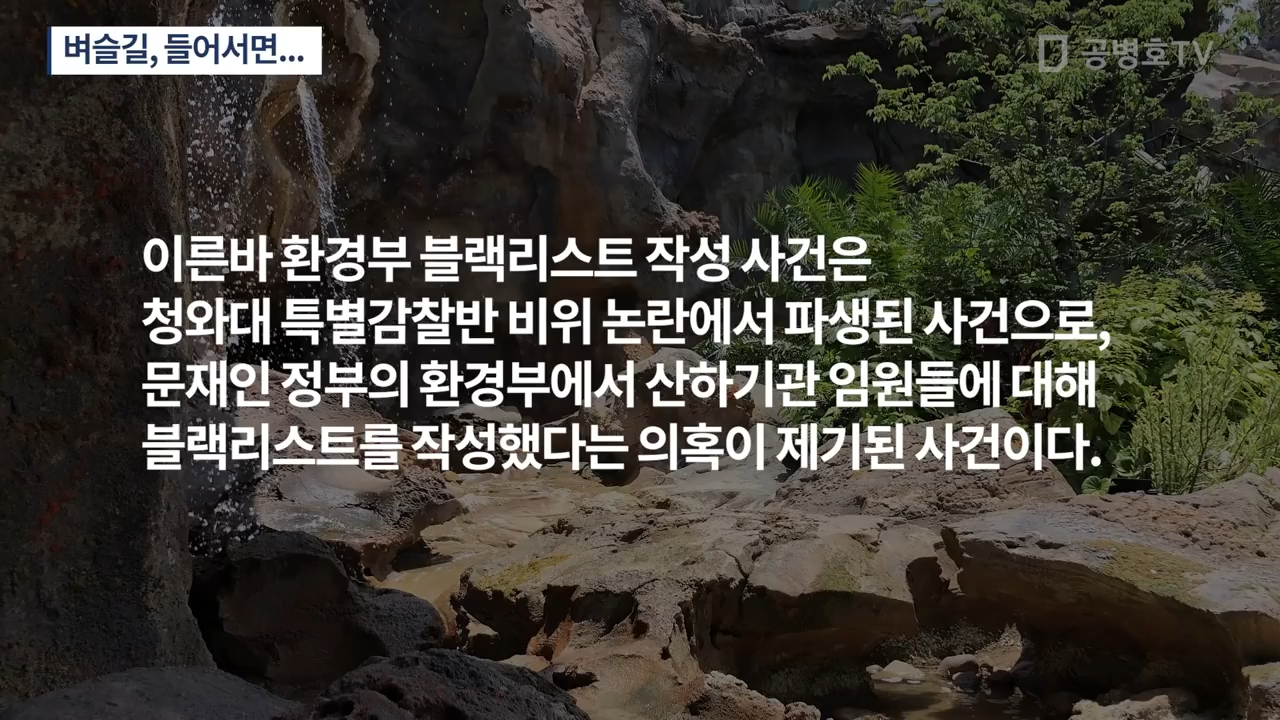 벼슬길, 들어서면...
공병호TV
이른바 환경부 블랙리스트 작성 사건은
청와대 특별감찰반 비위 논란에서 파생된 사건으로,
문재인 정부의 환경부에서 산하기관 임원들에 대해
블랙리스트를 작성했다는 의혹이 제기된 사건이다.